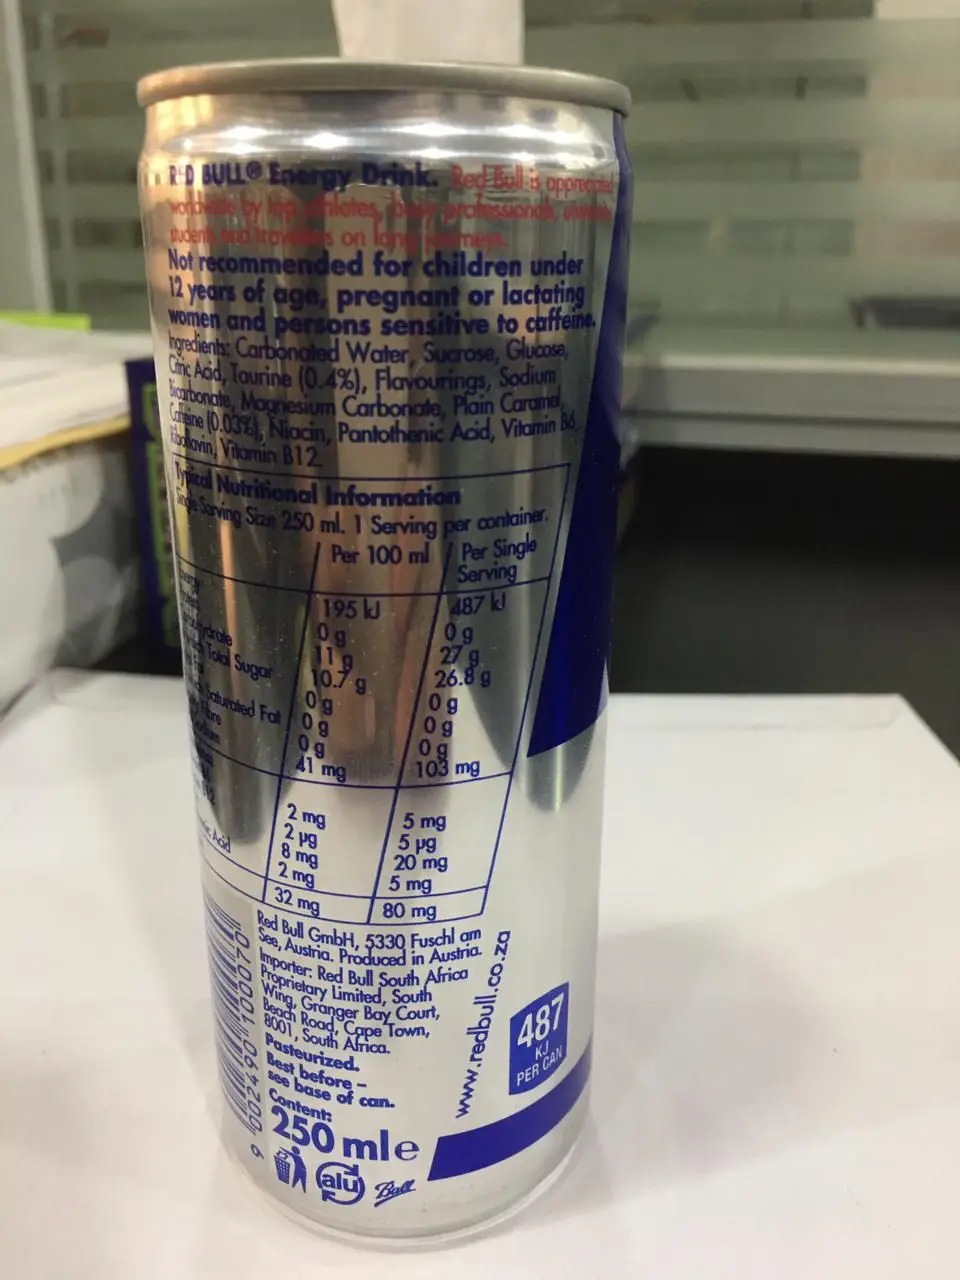 RED BULL® Energy Drink. Red Bull is appreciated
worldwide by top athletes, busy professionals, university
students and travellers on long journeys.
Not recommended for children under
12 years of age, pregnant or lactating
women and persons sensitive to caffeine.
Ingredients: Carbonated Water, Sucrose, Glucose,
Citric Acid, Taurine (0.4%), Flavourings, Sodium
Bicarbonate, Magnesium Carbonate, Plain Caramel,
Caffeine (0.03%), Niacin, Pantothenic Acid, Vitamin B6,
Riboflavin, Vitamin B12.
Typical Nutritional Information
Single Serving Size 250 ml. 1 Serving per container.
Per 100 ml Per Single
Serving
195 kJ 487 kJ
0 g 0 g
11 g 27 g
Total Sugar 10.7 g 26.8 g
0 g 0 g
Saturated Fat 0 g 0 g
0 g 0 g
41 mg 103 mg
2 mg 5 mg
2 µg 5 µg
8 mg 20 mg
Acid 2 mg 5 mg
32 mg 80 mg
Red Bull GmbH, 5330 Fuschl am
See, Austria. Produced in Austria.
Importer: Red Bull South Africa
Proprietary Limited, South
Wing, Granger Bay Court,
Beach Road, Cape Town,
8001, South Africa.
Pasteurized.
Best before –
see base of can.
Content:
250 ml e
alu
Ball
9 002490 100070
www.redbull.co.za
487
KJ
PER CAN